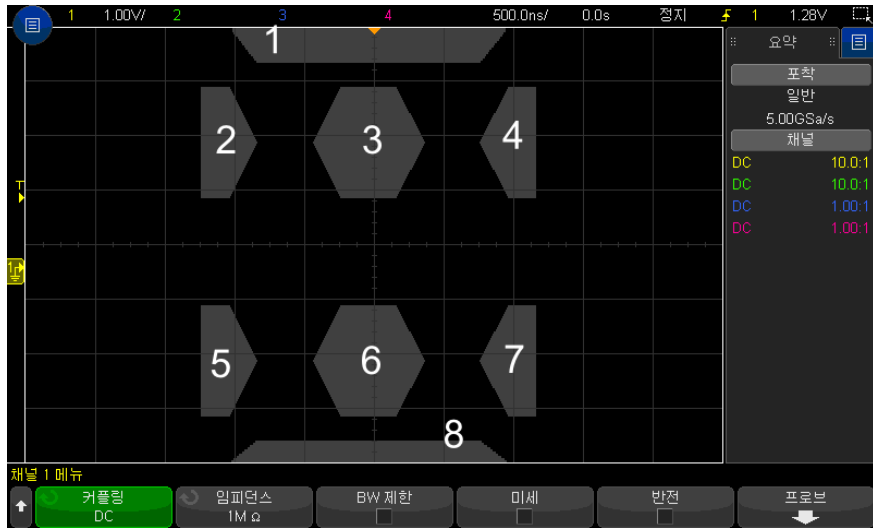 1 1.00V/ 2 3 4 500.0ns/ 0.0s 정지 1 1.28V
요약
포착
일반
5.00GSa/s
채널
DC 10.0:1
DC 10.0:1
DC 1.00:1
DC 1.00:1
1
2 3 4
T
1
5 6 7
8
채널 1 메뉴
커플링 임피던스 BW 제한 미세 반전 프로브
DC 1M Ω